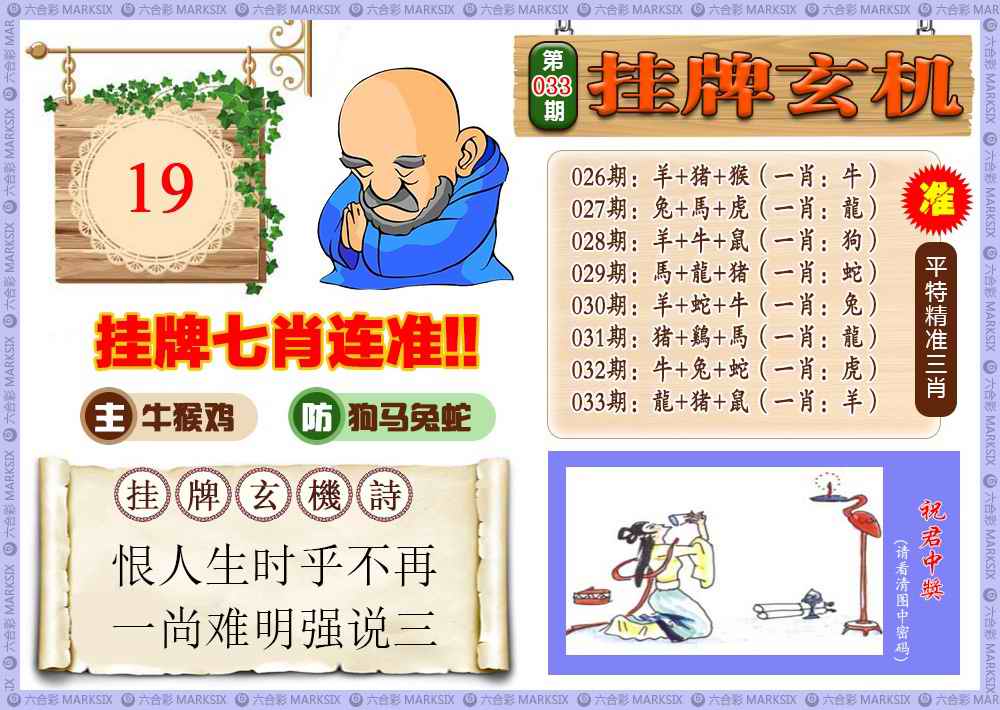 六合彩 MARKSIX
19
挂牌七肖连准!!
主 牛猴鸡
防 狗马兔蛇
挂牌玄機詩
恨人生时乎不再
一尚难明强说三
第033期
挂牌玄机
026期：羊+猪+猴（一肖：牛）
027期：兔+馬+虎（一肖：龍）
028期：羊+牛+鼠（一肖：狗）
029期：馬+龍+猪（一肖：蛇）
030期：羊+蛇+牛（一肖：兔）
031期：猪+鷄+馬（一肖：龍）
032期：牛+兔+蛇（一肖：虎）
033期：龍+猪+鼠（一肖：羊）
准
平特精准三肖
祝君中獎
(请看清图中密码)